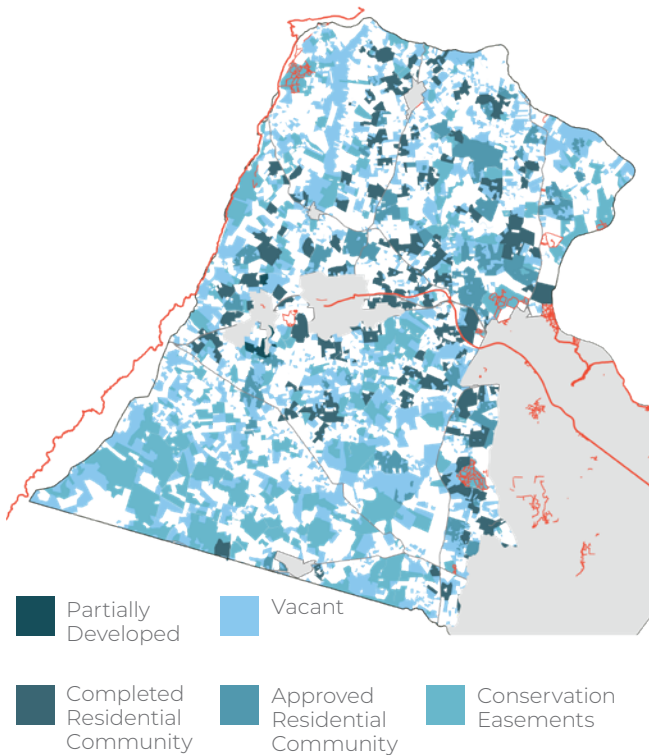 Partially
Developed
Vacant
Completed
Residential
Community
Approved
Residential
Community
Conservation
Easements